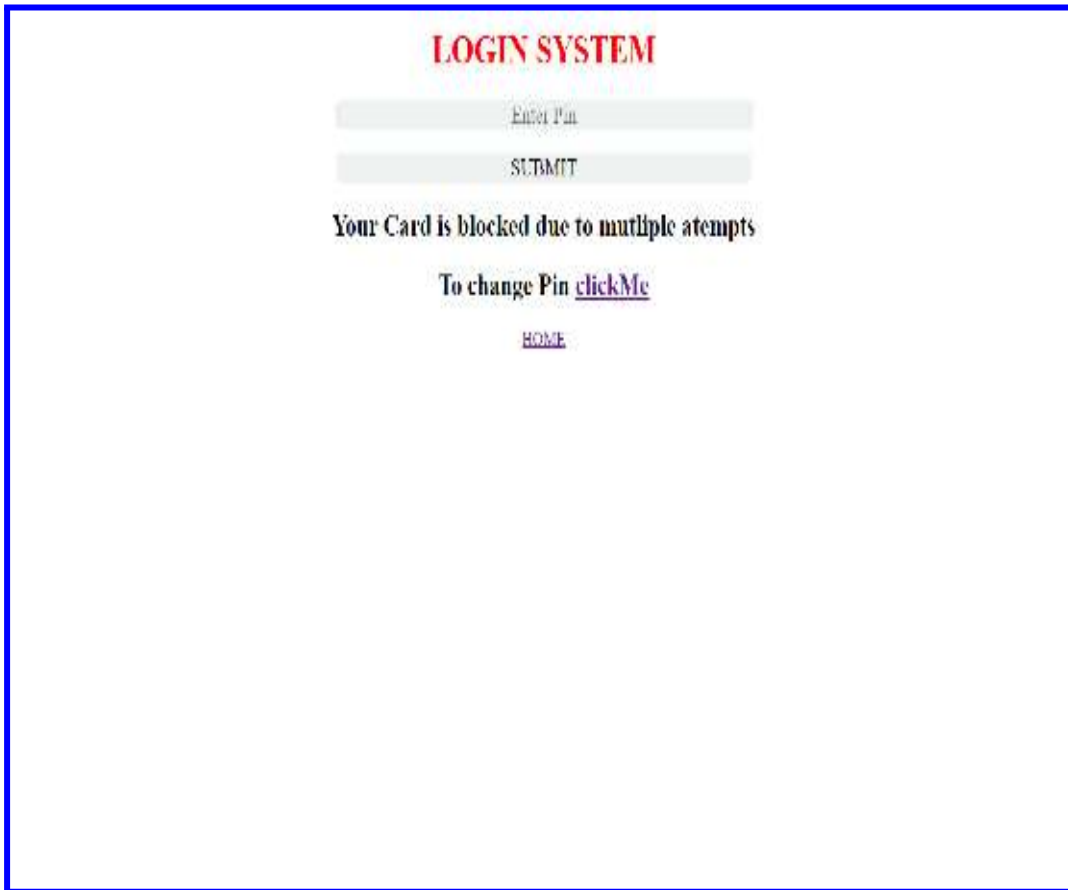 LOGIN SYSTEM
Enter Pin
SUBMIT
Your Card is blocked due to mutliple atempts
To change Pin clickMe
HOME